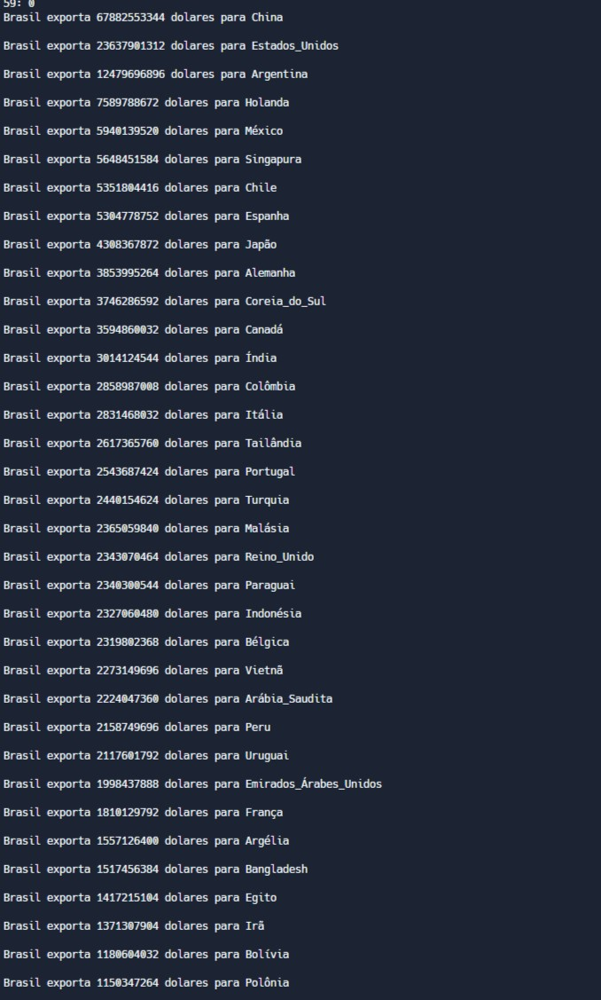 59: 0
Brasil exporta 67882553344 dolares para China
Brasil exporta 23637901312 dolares para Estados_Unidos
Brasil exporta 12479696896 dolares para Argentina
Brasil exporta 7589788672 dolares para Holanda
Brasil exporta 5940139520 dolares para México
Brasil exporta 5648451584 dolares para Singapura
Brasil exporta 5351804416 dolares para Chile
Brasil exporta 5304778752 dolares para Espanha
Brasil exporta 4308367872 dolares para Japão
Brasil exporta 3853995264 dolares para Alemanha
Brasil exporta 3746286592 dolares para Coreia_do_Sul
Brasil exporta 3594860032 dolares para Canadá
Brasil exporta 3014124544 dolares para Índia
Brasil exporta 2858987008 dolares para Colômbia
Brasil exporta 2831468032 dolares para Itália
Brasil exporta 2617365760 dolares para Tailândia
Brasil exporta 2543687424 dolares para Portugal
Brasil exporta 2440154624 dolares para Turquia
Brasil exporta 2365059840 dolares para Malásia
Brasil exporta 2343070464 dolares para Reino_Unido
Brasil exporta 2340300544 dolares para Paraguai
Brasil exporta 2327060480 dolares para Indonésia
Brasil exporta 2319802368 dolares para Bélgica
Brasil exporta 2273149696 dolares para Vietnã
Brasil exporta 2224047360 dolares para Arábia_Saudita
Brasil exporta 2158749696 dolares para Peru
Brasil exporta 2117601792 dolares para Uruguai
Brasil exporta 1998437888 dolares para Emirados_Árabes_Unidos
Brasil exporta 1810129792 dolares para França
Brasil exporta 1557126400 dolares para Argélia
Brasil exporta 1517456384 dolares para Bangladesh
Brasil exporta 1417215104 dolares para Egito
Brasil exporta 1371307904 dolares para Irã
Brasil exporta 1180604032 dolares para Bolívia
Brasil exporta 1150347264 dolares para Polônia